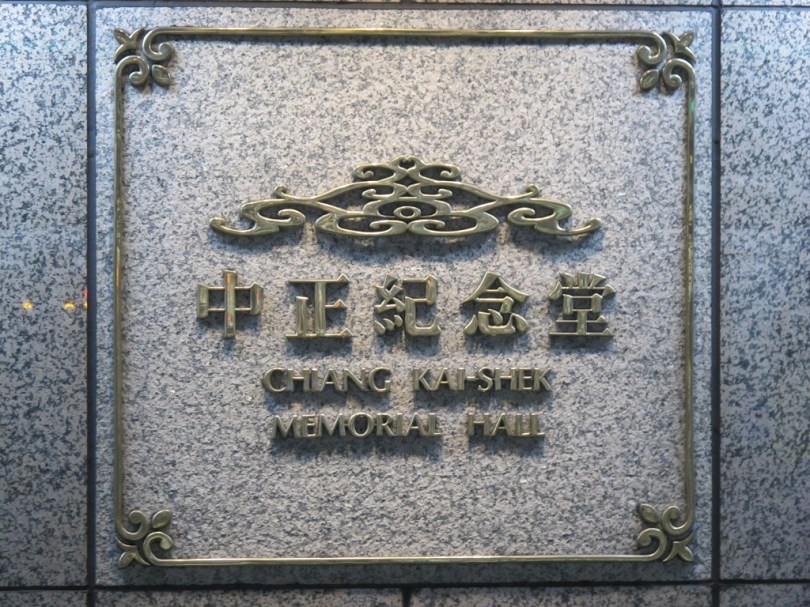 中正紀念堂
CHIANG KAI-SHEK
MEMORIAL HALL